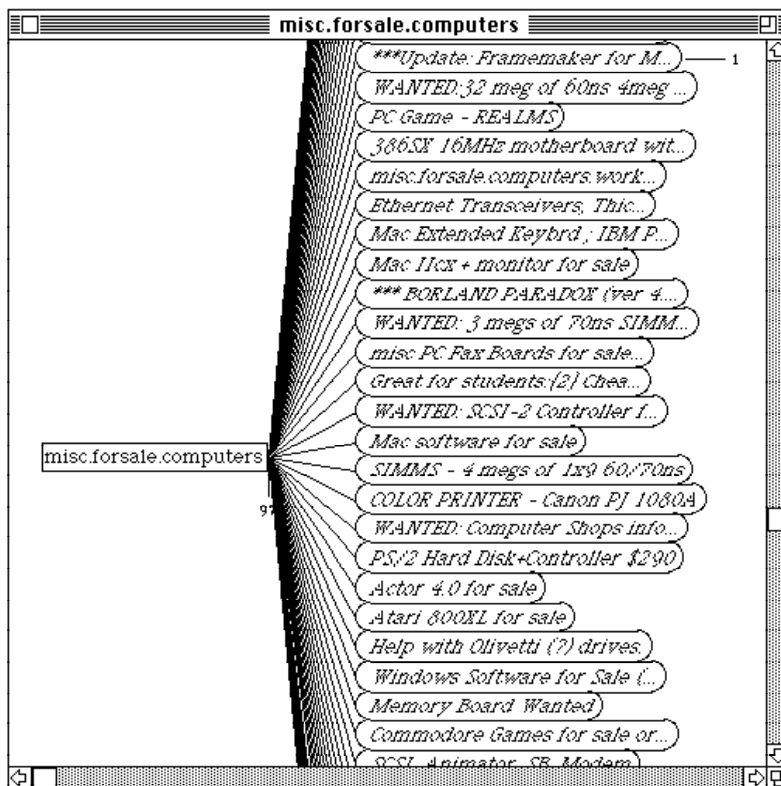 misc.forsale.computers
***Update: Framemaker for M...
1
WANTED:32 meg of 60ns 4meg ...
PC Game - REALMS
386SX 16MHz motherboard wit...
misc.forsale.computers.work...
Ethernet Transceivers, Thic...
Mac Extended Keybrd ; IBM P...
Mac IIcx + monitor for sale
*** BORLAND PARADOX (ver 4....
WANTED: 3 megs of 70ns SIMM...
misc PC Fax Boards for sale...
Great for students:(2) Chea...
WANTED: SCSI-2 Controller f...
Mac software for sale
misc.forsale.computers
SIMMS - 4 megs of 1x9 60/70ns
COLOR PRINTER - Canon PJ 1080A
97
WANTED: Computer Shops info...
PS/2 Hard Disk+Controller $290
Actor 4.0 for sale
Atari 800XL for sale
Help with Olivetti (?) drives.
Windows Software for Sale (...
Memory Board Wanted
Commodore Games for sale or...
SCSI, Animator, SB, Modem